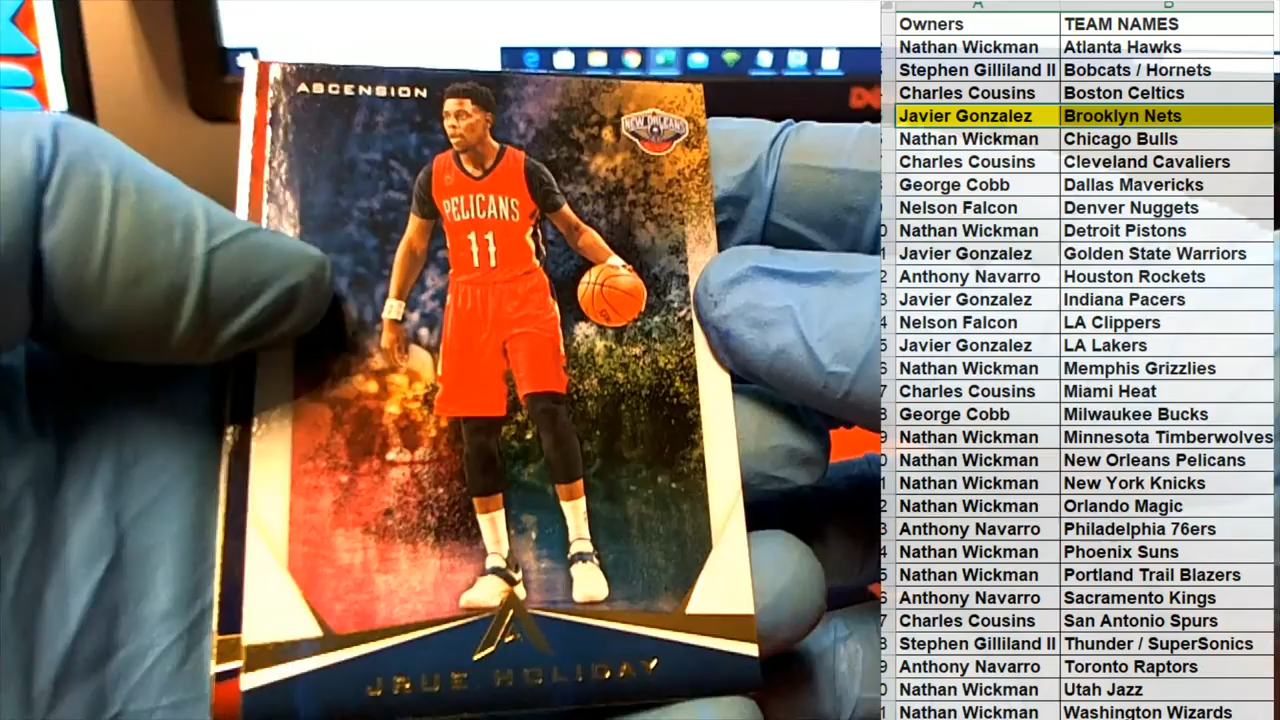 ASCENSION
NEW ORLEANS
PELICANS
11
JRUE HOLIDAY
A B
Owners TEAM NAMES
Nathan Wickman Atlanta Hawks
Stephen Gilliland II Bobcats / Hornets
Charles Cousins Boston Celtics
Javier Gonzalez Brooklyn Nets
Nathan Wickman Chicago Bulls
Charles Cousins Cleveland Cavaliers
George Cobb Dallas Mavericks
Nelson Falcon Denver Nuggets
Nathan Wickman Detroit Pistons
Javier Gonzalez Golden State Warriors
Anthony Navarro Houston Rockets
Javier Gonzalez Indiana Pacers
Nelson Falcon LA Clippers
Javier Gonzalez LA Lakers
Nathan Wickman Memphis Grizzlies
Charles Cousins Miami Heat
George Cobb Milwaukee Bucks
Nathan Wickman Minnesota Timberwolves
Nathan Wickman New Orleans Pelicans
Nathan Wickman New York Knicks
Nathan Wickman Orlando Magic
Anthony Navarro Philadelphia 76ers
Nathan Wickman Phoenix Suns
Nathan Wickman Portland Trail Blazers
Anthony Navarro Sacramento Kings
Charles Cousins San Antonio Spurs
Stephen Gilliland II Thunder / SuperSonics
Anthony Navarro Toronto Raptors
Nathan Wickman Utah Jazz
Nathan Wickman Washington Wizards